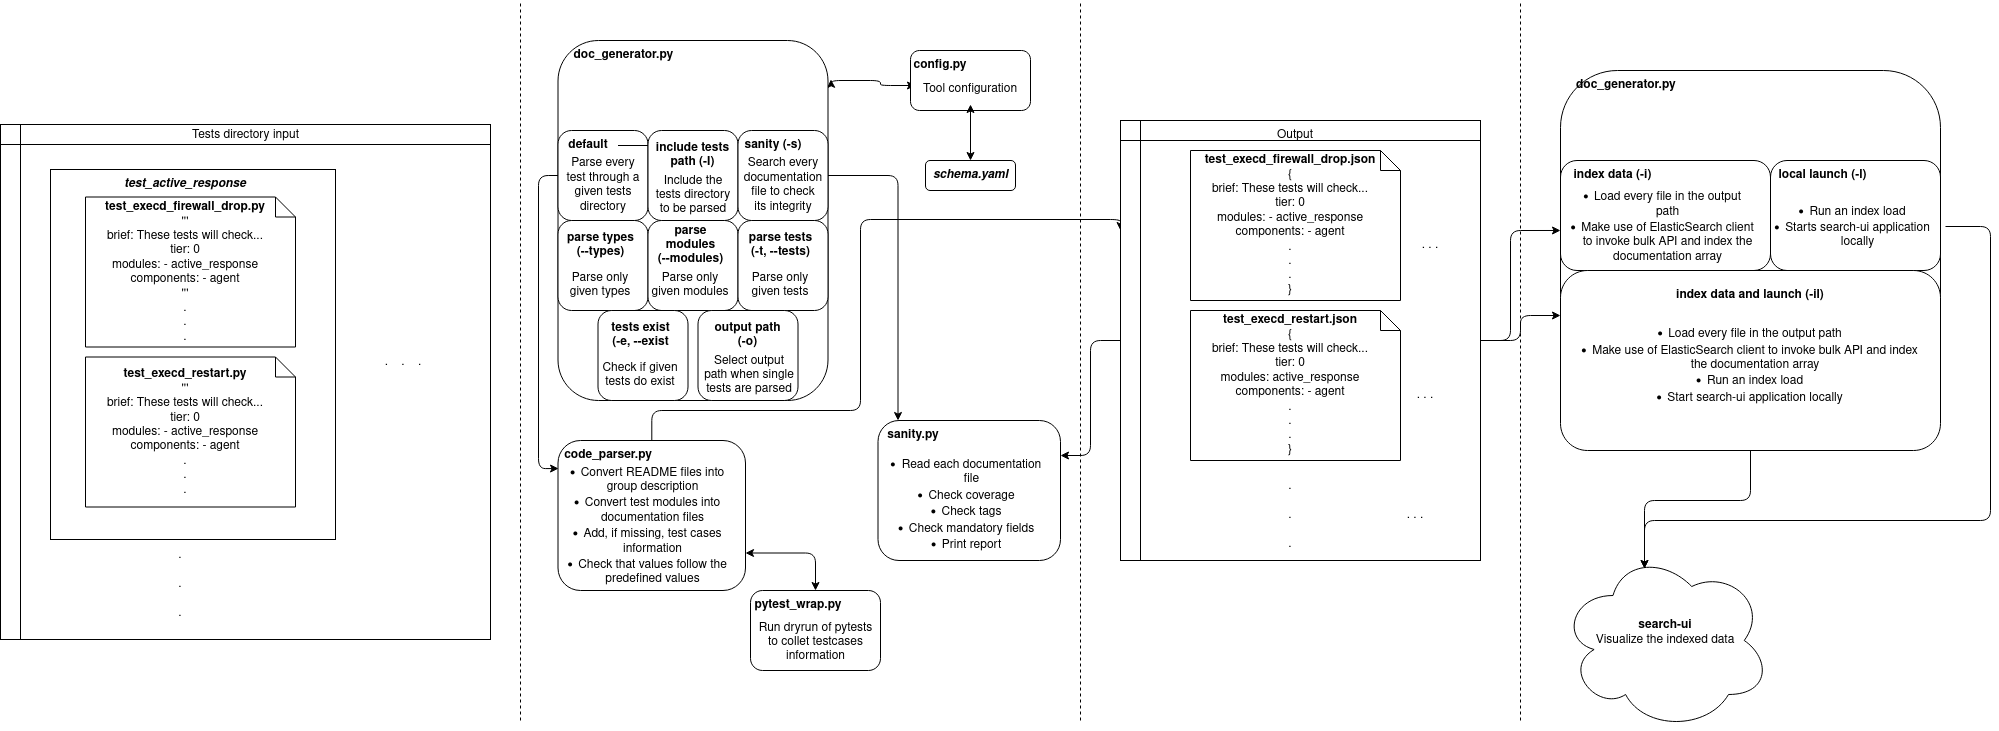 Tests directory input
test_active_response
test_execd_firewall_drop.py
'''
brief: These tests will check...
tier: 0
modules: - active_response
components: - agent
'''
.
.
.
test_execd_restart.py
'''
brief: These tests will check...
tier: 0
modules: - active_response
components: - agent
.
.
.
. . .
.
.
.
doc_generator.py
default
Parse every
test through a
given tests
directory
include tests
path (-I)
Include the
tests directory
to be parsed
sanity (-s)
Search every
documentation
file to check
its integrity
parse types
(--types)
Parse only
given types
parse
modules
(--modules)
Parse only
given modules
parse tests
(-t, --tests)
Parse only
given tests
tests exist
(-e, --exist
Check if given
tests do exist
output path
(-o)
Select output
path when single
tests are parsed
config.py
Tool configuration
schema.yaml
code_parser.py
• Convert README files into
group description
• Convert test modules into
documentation files
• Add, if missing, test cases
information
• Check that values follow the
predefined values
pytest_wrap.py
Run dryrun of pytests
to collet testcases
information
sanity.py
• Read each documentation
file
• Check coverage
• Check tags
• Check mandatory fields
• Print report
Output
test_execd_firewall_drop.json
{
brief: These tests will check...
tier: 0
modules: - active_response
components: - agent
.
.
.
}
. . .
test_execd_restart.json
{
brief: These tests will check...
tier: 0
modules: active_response
components: - agent
.
.
.
}
. . .
.
.
.
. . .
doc_generator.py
index data (-i)
• Load every file in the output
path
• Make use of ElasticSearch client
to invoke bulk API and index the
documentation array
local launch (-l)
• Run an index load
• Starts search-ui application
locally
index data and launch (-il)
• Load every file in the output path
• Make use of ElasticSearch client to invoke bulk API and index
the documentation array
• Run an index load
• Start search-ui application locally
search-ui
Visualize the indexed data